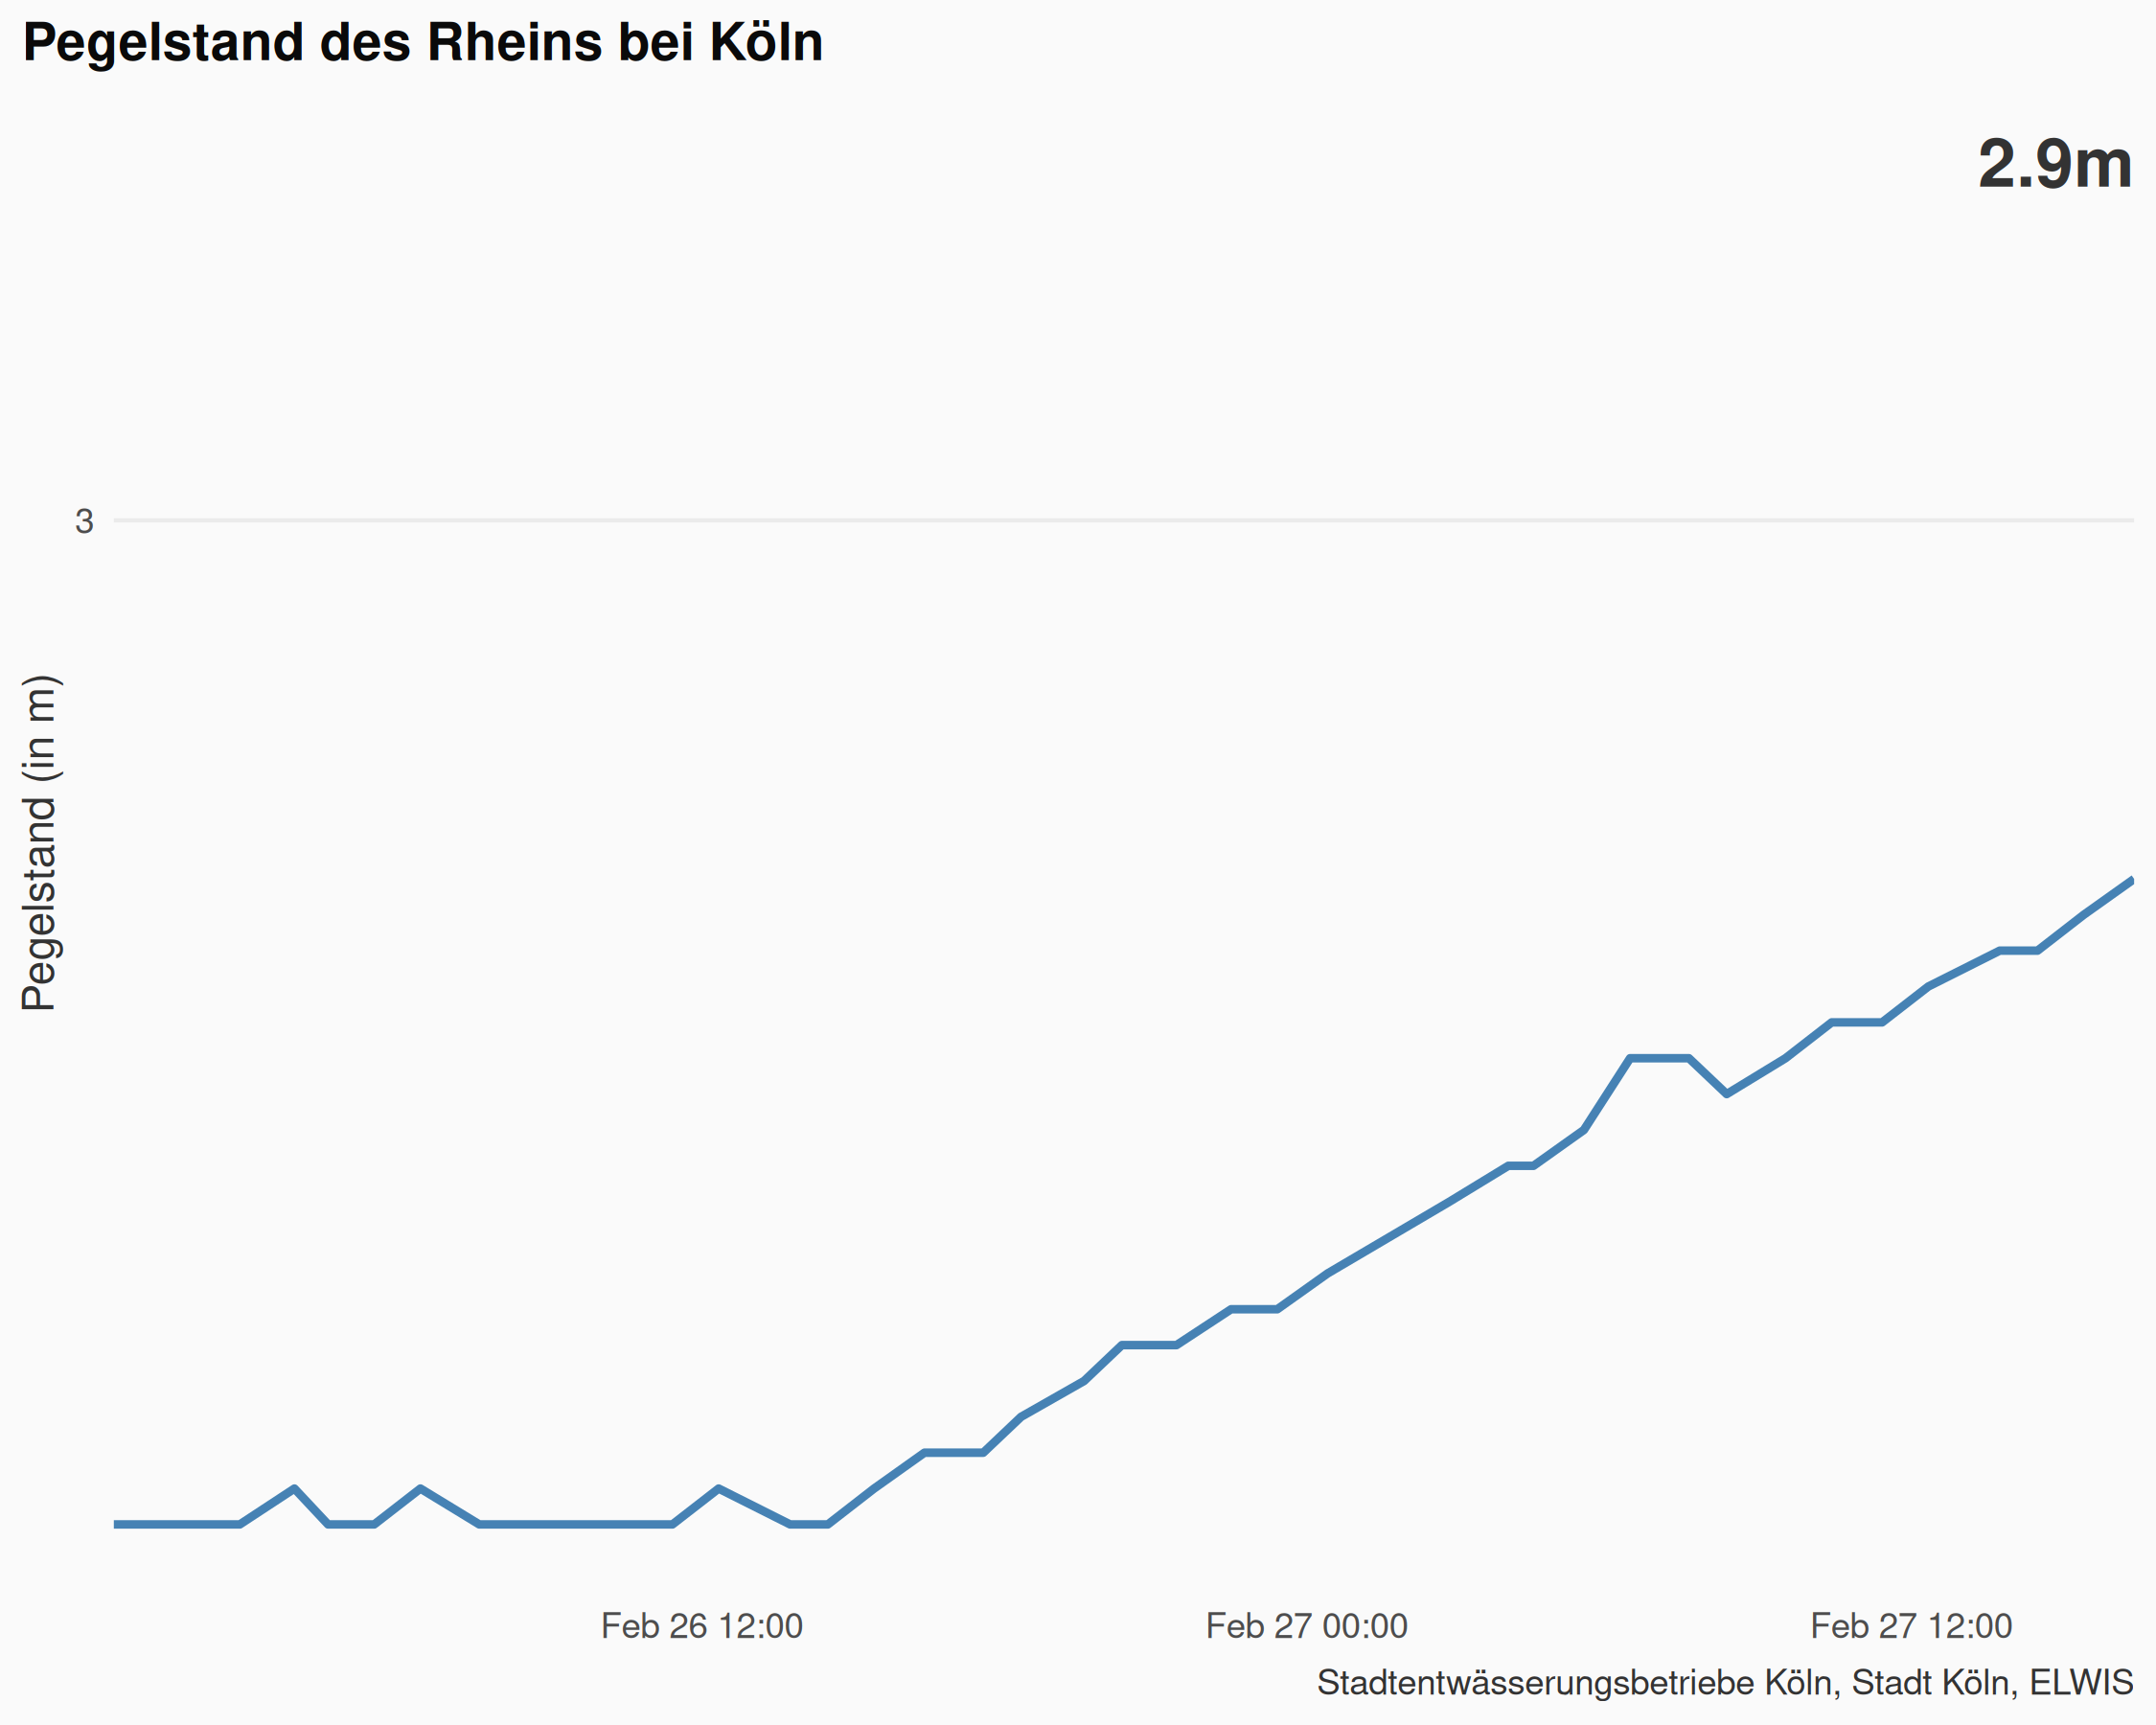 Pegelstand des Rheins bei Köln
2.9m
3
Pegelstand (in m)
Feb 26 12:00
Feb 27 00:00
Feb 27 12:00
Stadtentwässerungsbetriebe Köln, Stadt Köln, ELWIS